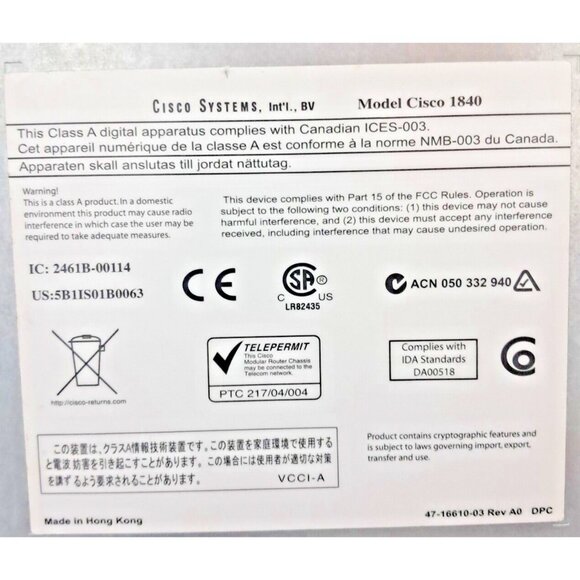 CISCO SYSTEMS, Int'l., BV Model Cisco 1840
This Class A digital apparatus complies with Canadian ICES-003.
Cet appareil numérique de la classe A est conforme à la norme NMB-003 du Canada.
Apparaten skall anslutas till jordat nättutag.
Warning!
This is a class A product. In a domestic
environment this product may cause radio
interference in which case the user may be
required to take adequate measures.
This device complies with Part 15 of the FCC Rules. Operation is
subject to the following two conditions: (1) this device may not cause
harmful interference, and (2) this device must accept any interference
received, including interference that may cause undesired operation.
IC: 2461B-00114
US:5B1IS01B0063
CE
SA
C US
LR82435
ACN 050 332 940
http://cisco-returns.com
TELEPERMIT
This Cisco
Modular Router Chassis
may be connected to the
Telecom network.
PTC 217/04/004
Complies with
IDA Standards
DA00518
この装置は、クラスA情報技術装置です。この装置を家庭環境で使用する
と電波妨害を引き起こすことがあります。この場合には使用者が適切な対策
を講ずるよう要求されることがあります。 VCCI-A
Product contains cryptographic features and
is subject to laws governing import, export,
transfer and use.
Made in Hong Kong
47-16610-03 Rev A0 DPC